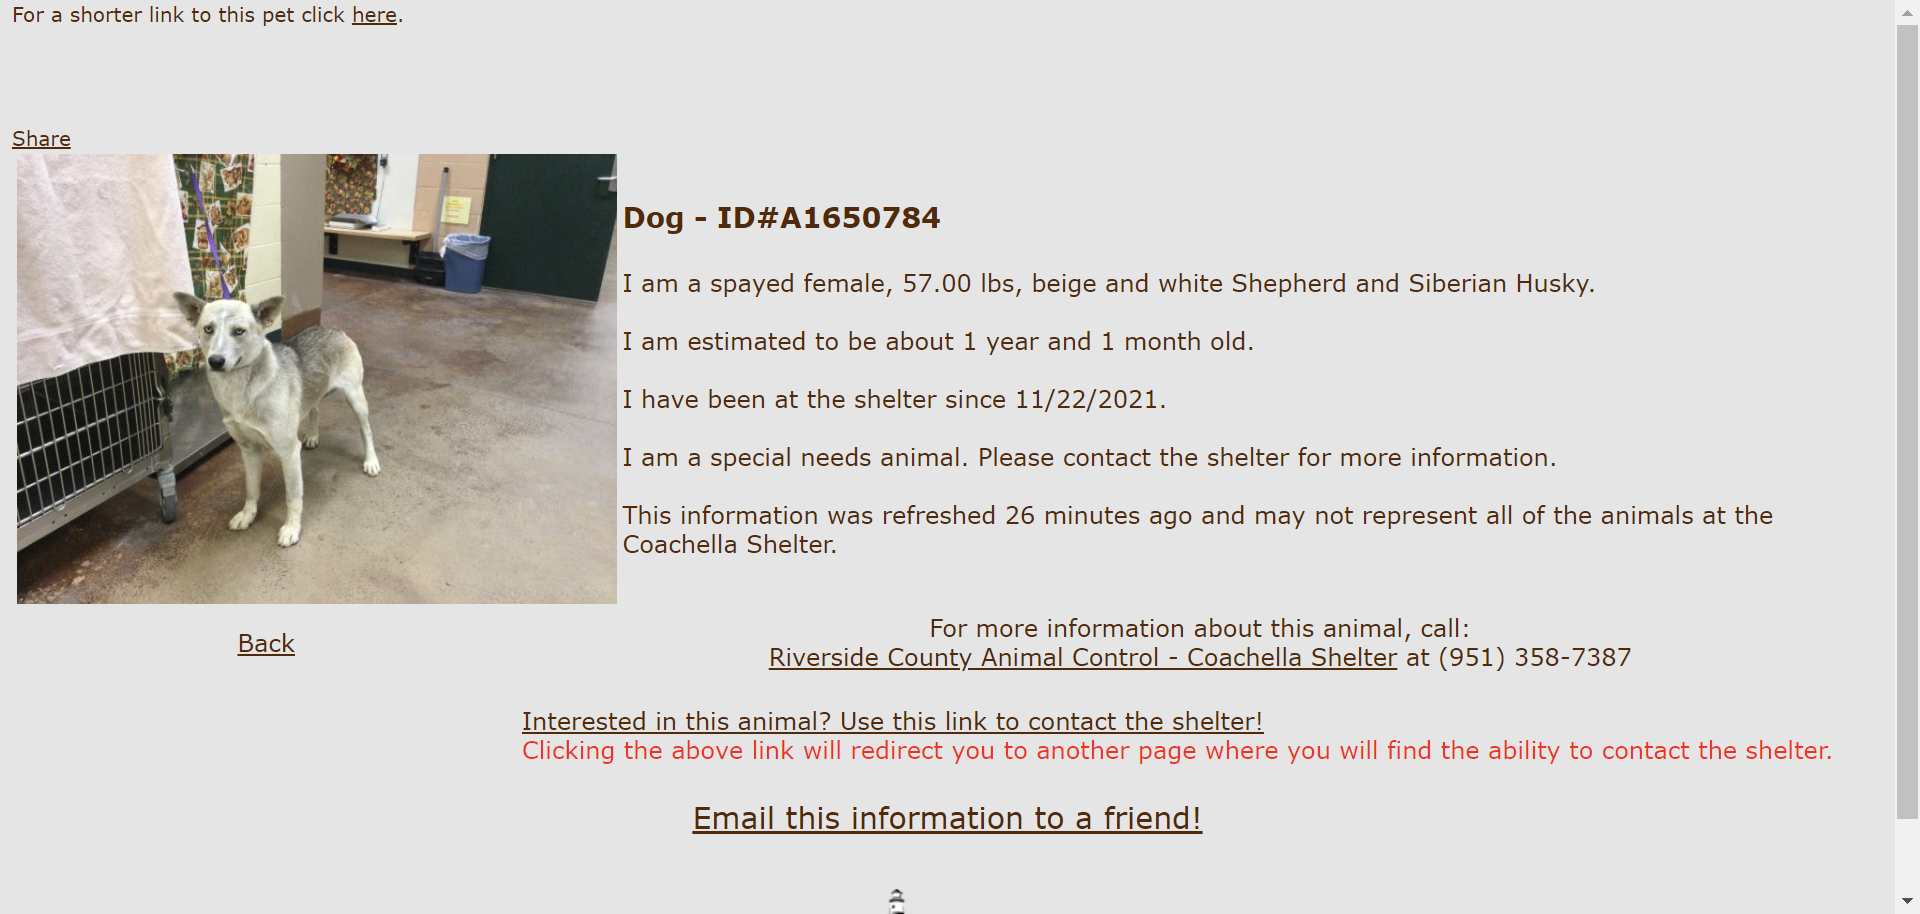 For a shorter link to this pet click here.
Share
Dog - ID#A1650784
I am a spayed female, 57.00 lbs, beige and white Shepherd and Siberian Husky.
I am estimated to be about 1 year and 1 month old.
I have been at the shelter since 11/22/2021.
I am a special needs animal. Please contact the shelter for more information.
This information was refreshed 26 minutes ago and may not represent all of the animals at the
Coachella Shelter.
Back
For more information about this animal, call:
Riverside County Animal Control - Coachella Shelter at (951) 358-7387
Interested in this animal? Use this link to contact the shelter!
Clicking the above link will redirect you to another page where you will find the ability to contact the shelter.
Email this information to a friend!